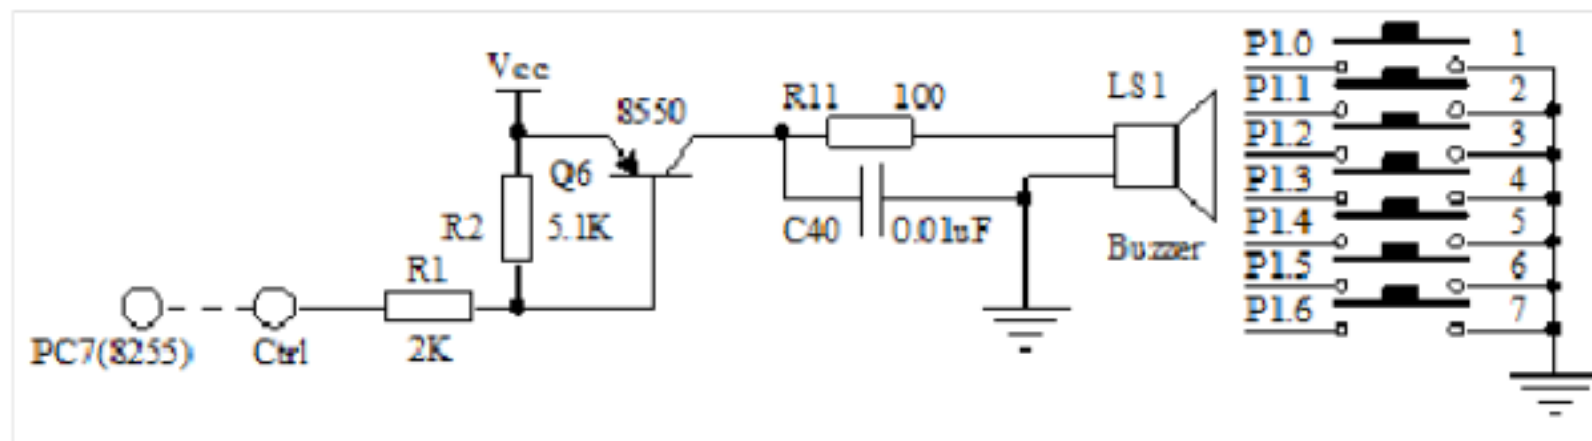 Vcc
8550
Q6
R2
5.1K
R1
2K
PC7(8255)
Ctrl
R11
100
C40
0.01uF
LS1
Buzzer
P1.0
1
P1.1
2
P1.2
3
P1.3
4
P1.4
5
P1.5
6
P1.6
7